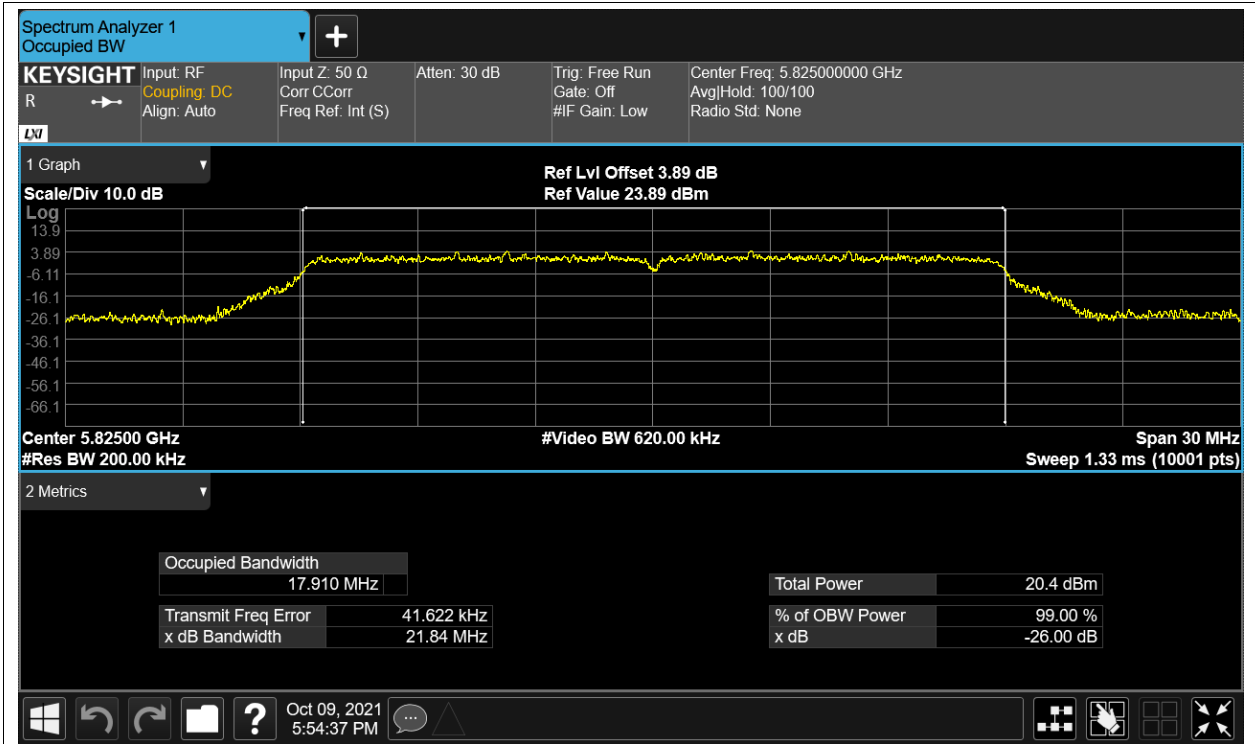 Spectrum Analyzer 1
Occupied BW
KEYSIGHT
R
LXI
Input: RF
Coupling: DC
Align: Auto
Input Z: 50 Ω
Corr CCorr
Freq Ref: Int (S)
Atten: 30 dB
Trig: Free Run
Gate: Off
#IF Gain: Low
Center Freq: 5.825000000 GHz
Avg|Hold: 100/100
Radio Std: None
1 Graph
Scale/Div 10.0 dB
Ref Lvl Offset 3.89 dB
Ref Value 23.89 dBm
Log
13.9
3.89
-6.11
-16.1
-26.1
-36.1
-46.1
-56.1
-66.1
Center 5.82500 GHz
#Video BW 620.00 kHz
Span 30 MHz
#Res BW 200.00 kHz
Sweep 1.33 ms (10001 pts)
2 Metrics
Occupied Bandwidth
17.910 MHz
Transmit Freq Error 41.622 kHz
x dB Bandwidth 21.84 MHz
Total Power 20.4 dBm
% of OBW Power 99.00 %
x dB -26.00 dB
?
Oct 09, 2021
5:54:37 PM